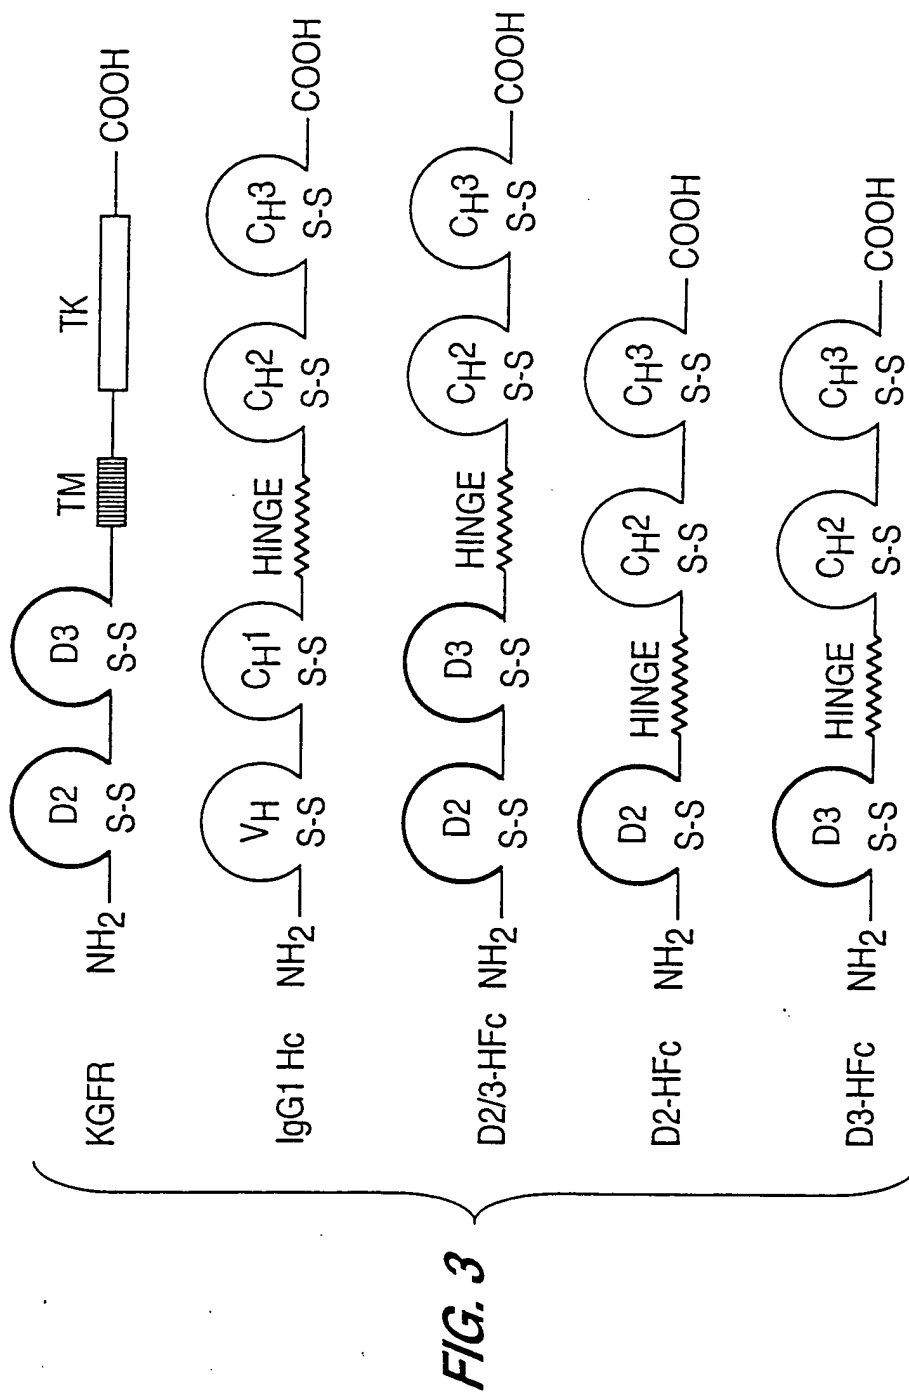 FIG. 3
KGFR NH2 D2 S-S D3 S-S TM TK COOH
IgG1 Hc NH2 VH S-S CH1 S-S HINGE CH2 S-S CH3 S-S COOH
D2/3-HFc NH2 D2 S-S D3 S-S HINGE CH2 S-S CH3 S-S COOH
D2-HFc NH2 D2 S-S HINGE CH2 S-S CH3 S-S COOH
D3-HFc NH2 D3 S-S HINGE CH2 S-S CH3 S-S COOH